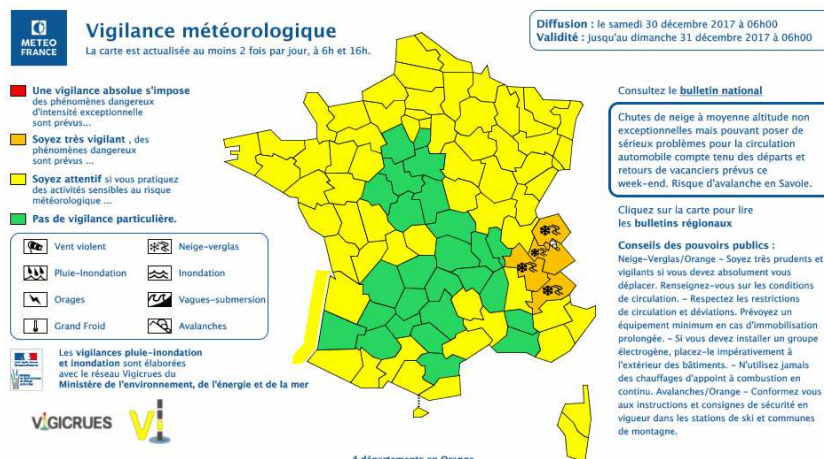 METEO
FRANCE
Vigilance météorologique
La carte est actualisée au moins 2 fois par jour, à 6h et 16h.
Diffusion : le samedi 30 décembre 2017 à 06h00
Validité : jusqu'au dimanche 31 décembre 2017 à 06h00
Une vigilance absolue s'impose
des phénomènes dangereux
d'intensité exceptionnelle
sont prévus...
Soyez très vigilant , des
phénomènes dangereux
sont prévus ...
Soyez attentif si vous pratiquez
des activités sensibles au risque
météorologique ...
Pas de vigilance particulière.
Vent violent
Neige-verglas
Pluie-Inondation
Inondation
Orages
Vagues-submersion
Grand Froid
Avalanches
Les vigilances pluie-inondation
et inondation sont élaborées
avec le réseau Vigicrues du
Ministère de l'environnement, de l'énergie et de la mer
VIGICRUES
Consultez le bulletin national
Chutes de neige à moyenne altitude non
exceptionnelles mais pouvant poser de
sérieux problèmes pour la circulation
automobile compte tenu des départs et
retours de vacanciers prévus ce
week-end. Risque d'avalanche en Savoie.
Cliquez sur la carte pour lire
les bulletins régionaux
Conseils des pouvoirs publics :
Neige-Verglas/Orange - Soyez très prudents et
vigilants si vous devez absolument vous
déplacer. Renseignez-vous sur les conditions
de circulation. - Respectez les restrictions
de circulation et déviations. Prévoyez un
équipement minimum en cas d'immobilisation
prolongée. - Si vous devez installer un groupe
électrogène, placez-le impérativement à
l'extérieur des bâtiments. - N'utilisez jamais
des chauffages d'appoint à combustion en
continu. Avalanches/Orange - Conformez vous
aux instructions et consignes de sécurité en
vigueur dans les stations de ski et communes
de montagne.
4 départements en Orange